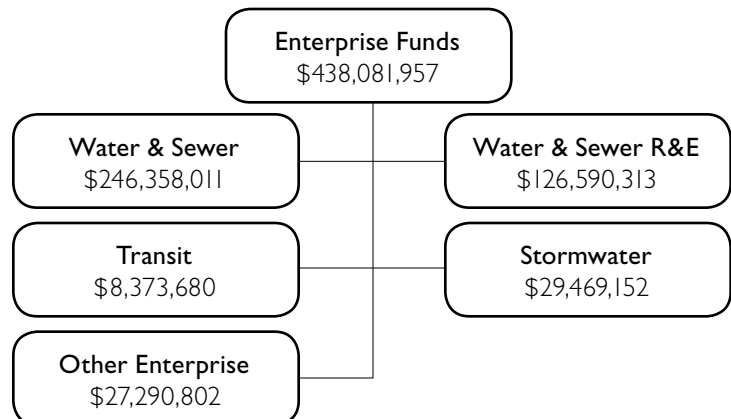 Enterprise Funds
$438,081,957
Water & Sewer
$246,358,011
Water & Sewer R&E
$126,590,313
Transit
$8,373,680
Stormwater
$29,469,152
Other Enterprise
$27,290,802